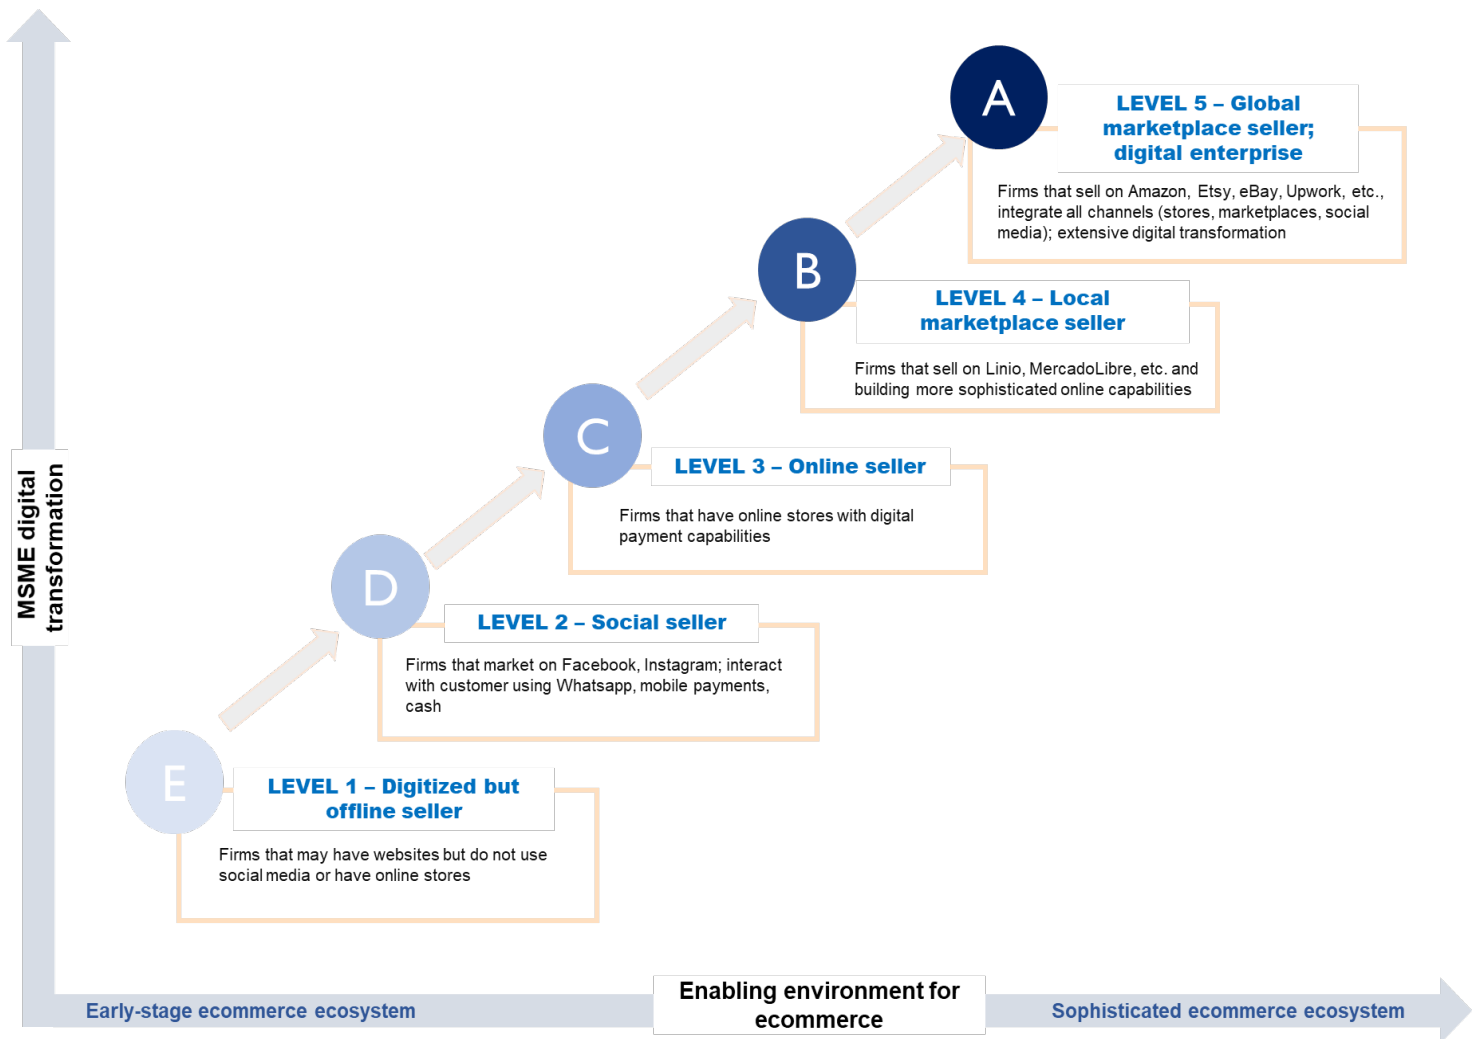 A
LEVEL 5 – Global
marketplace seller;
digital enterprise
Firms that sell on Amazon, Etsy, eBay, Upwork, etc.,
integrate all channels (stores, marketplaces, social
media); extensive digital transformation
B
LEVEL 4 – Local
marketplace seller
Firms that sell on Linio, MercadoLibre, etc. and
building more sophisticated online capabilities
C
LEVEL 3 – Online seller
Firms that have online stores with digital
payment capabilities
MSME digital
transformation
D
LEVEL 2 – Social seller
Firms that market on Facebook, Instagram; interact
with customer using Whatsapp, mobile payments,
cash
E
LEVEL 1 – Digitized but
offline seller
Firms that may have websites but do not use
social media or have online stores
Early-stage ecommerce ecosystem
Enabling environment for
ecommerce
Sophisticated ecommerce ecosystem